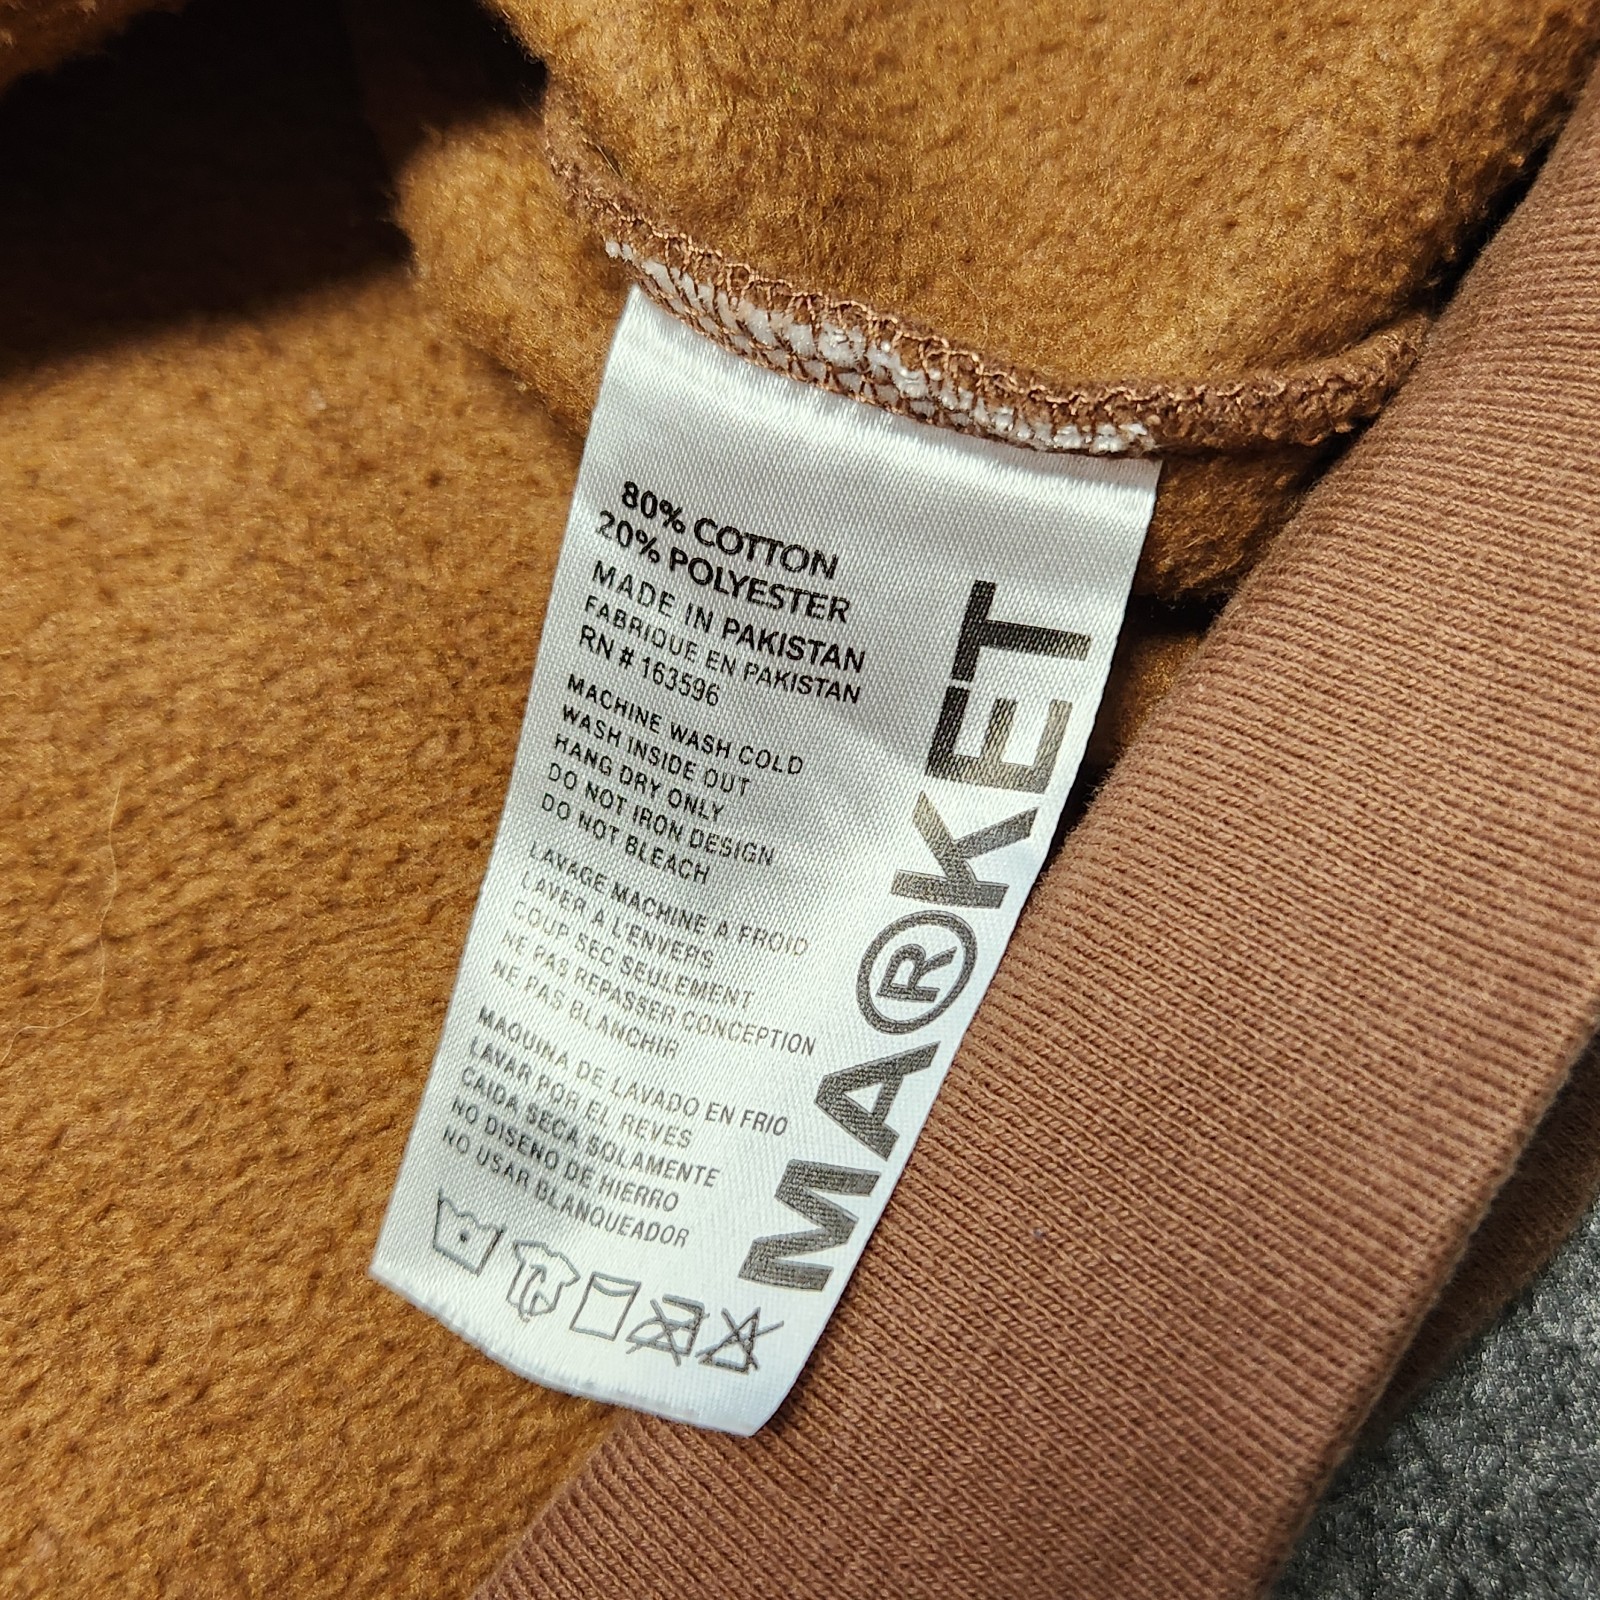 80% COTTON
20% POLYESTER
MADE IN PAKISTAN
FABRIQUE EN PAKISTAN
RN # 163596
MACHINE WASH COLD
WASH INSIDE OUT
HANG DRY ONLY
DO NOT IRON DESIGN
DO NOT BLEACH
LAVAGE MACHINE A FROID
LAVER A L'ENVERS
COUP SEC SEULEMENT
NE PAS REPASSER CONCEPTION
NE PAS BLANCHIR
MAQUINA DE LAVADO EN FRIO
LAVAR POR EL REVES
CAIDA SECA SOLAMENTE
NO DISENO DE HIERRO
NO USAR BLANQUEADOR
MA®KET